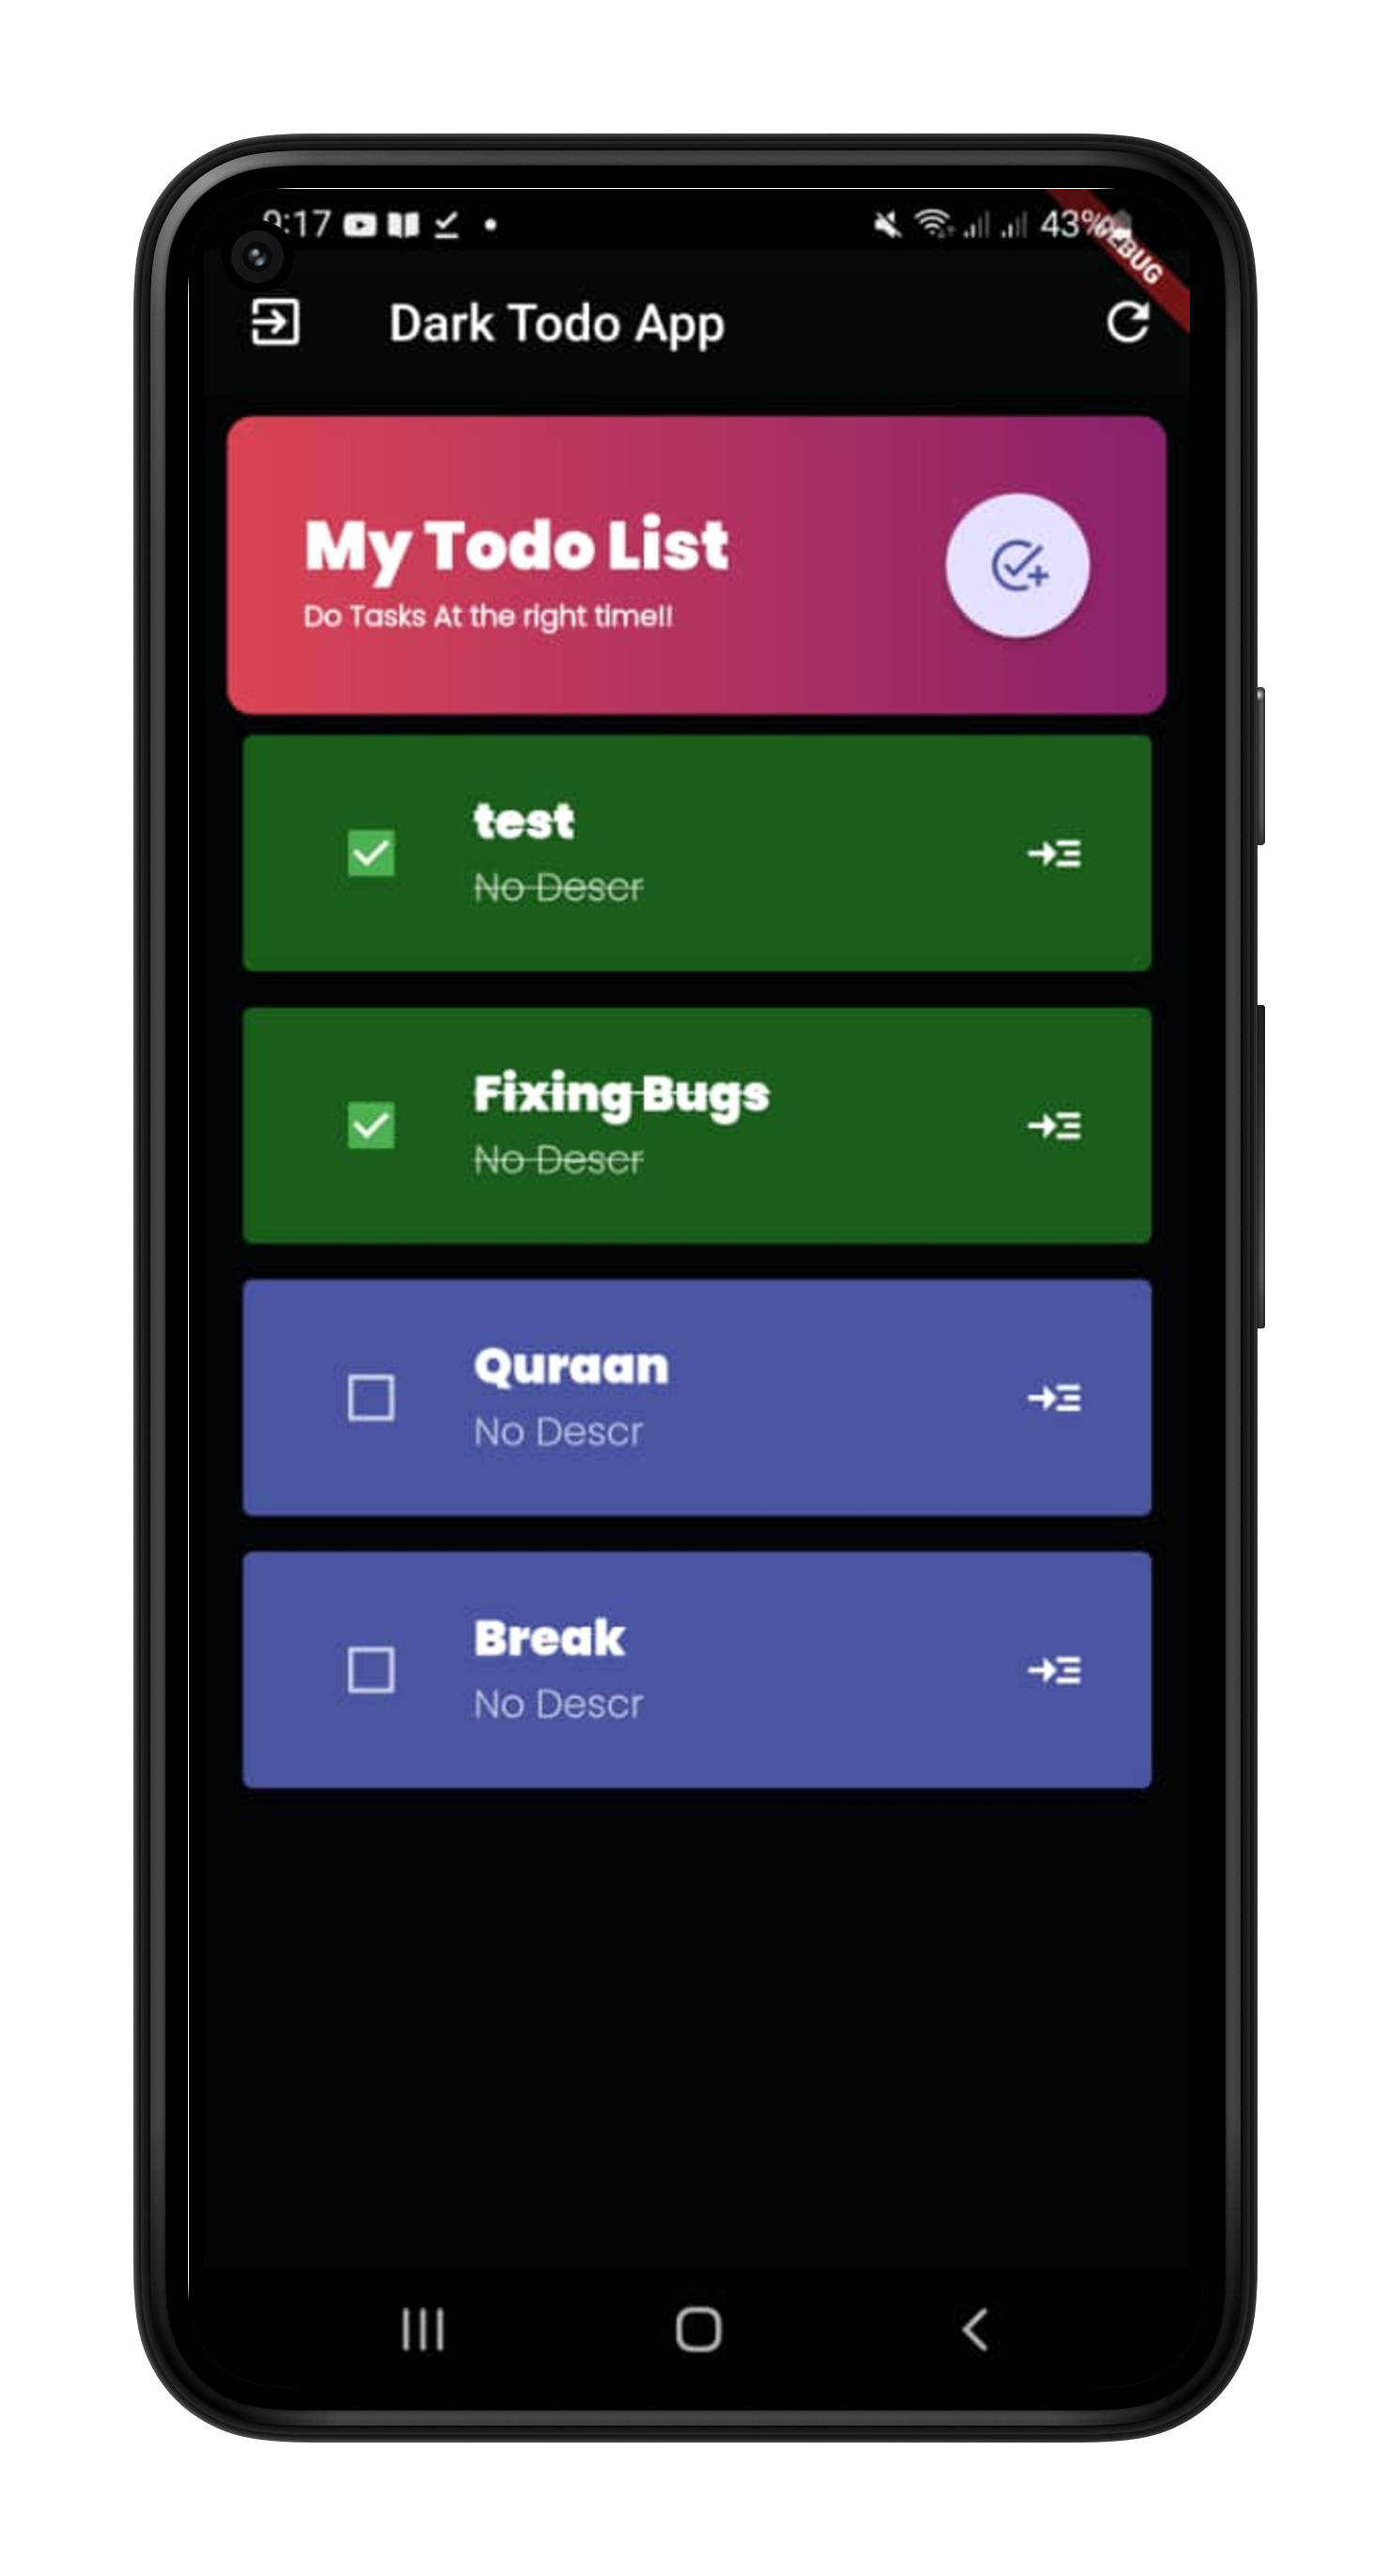 9:17 43%
DEBUG
Dark Todo App
My Todo List
Do Tasks At the right time!!
test
No Descr
Fixing Bugs
No Descr
Quraan
No Descr
Break
No Descr